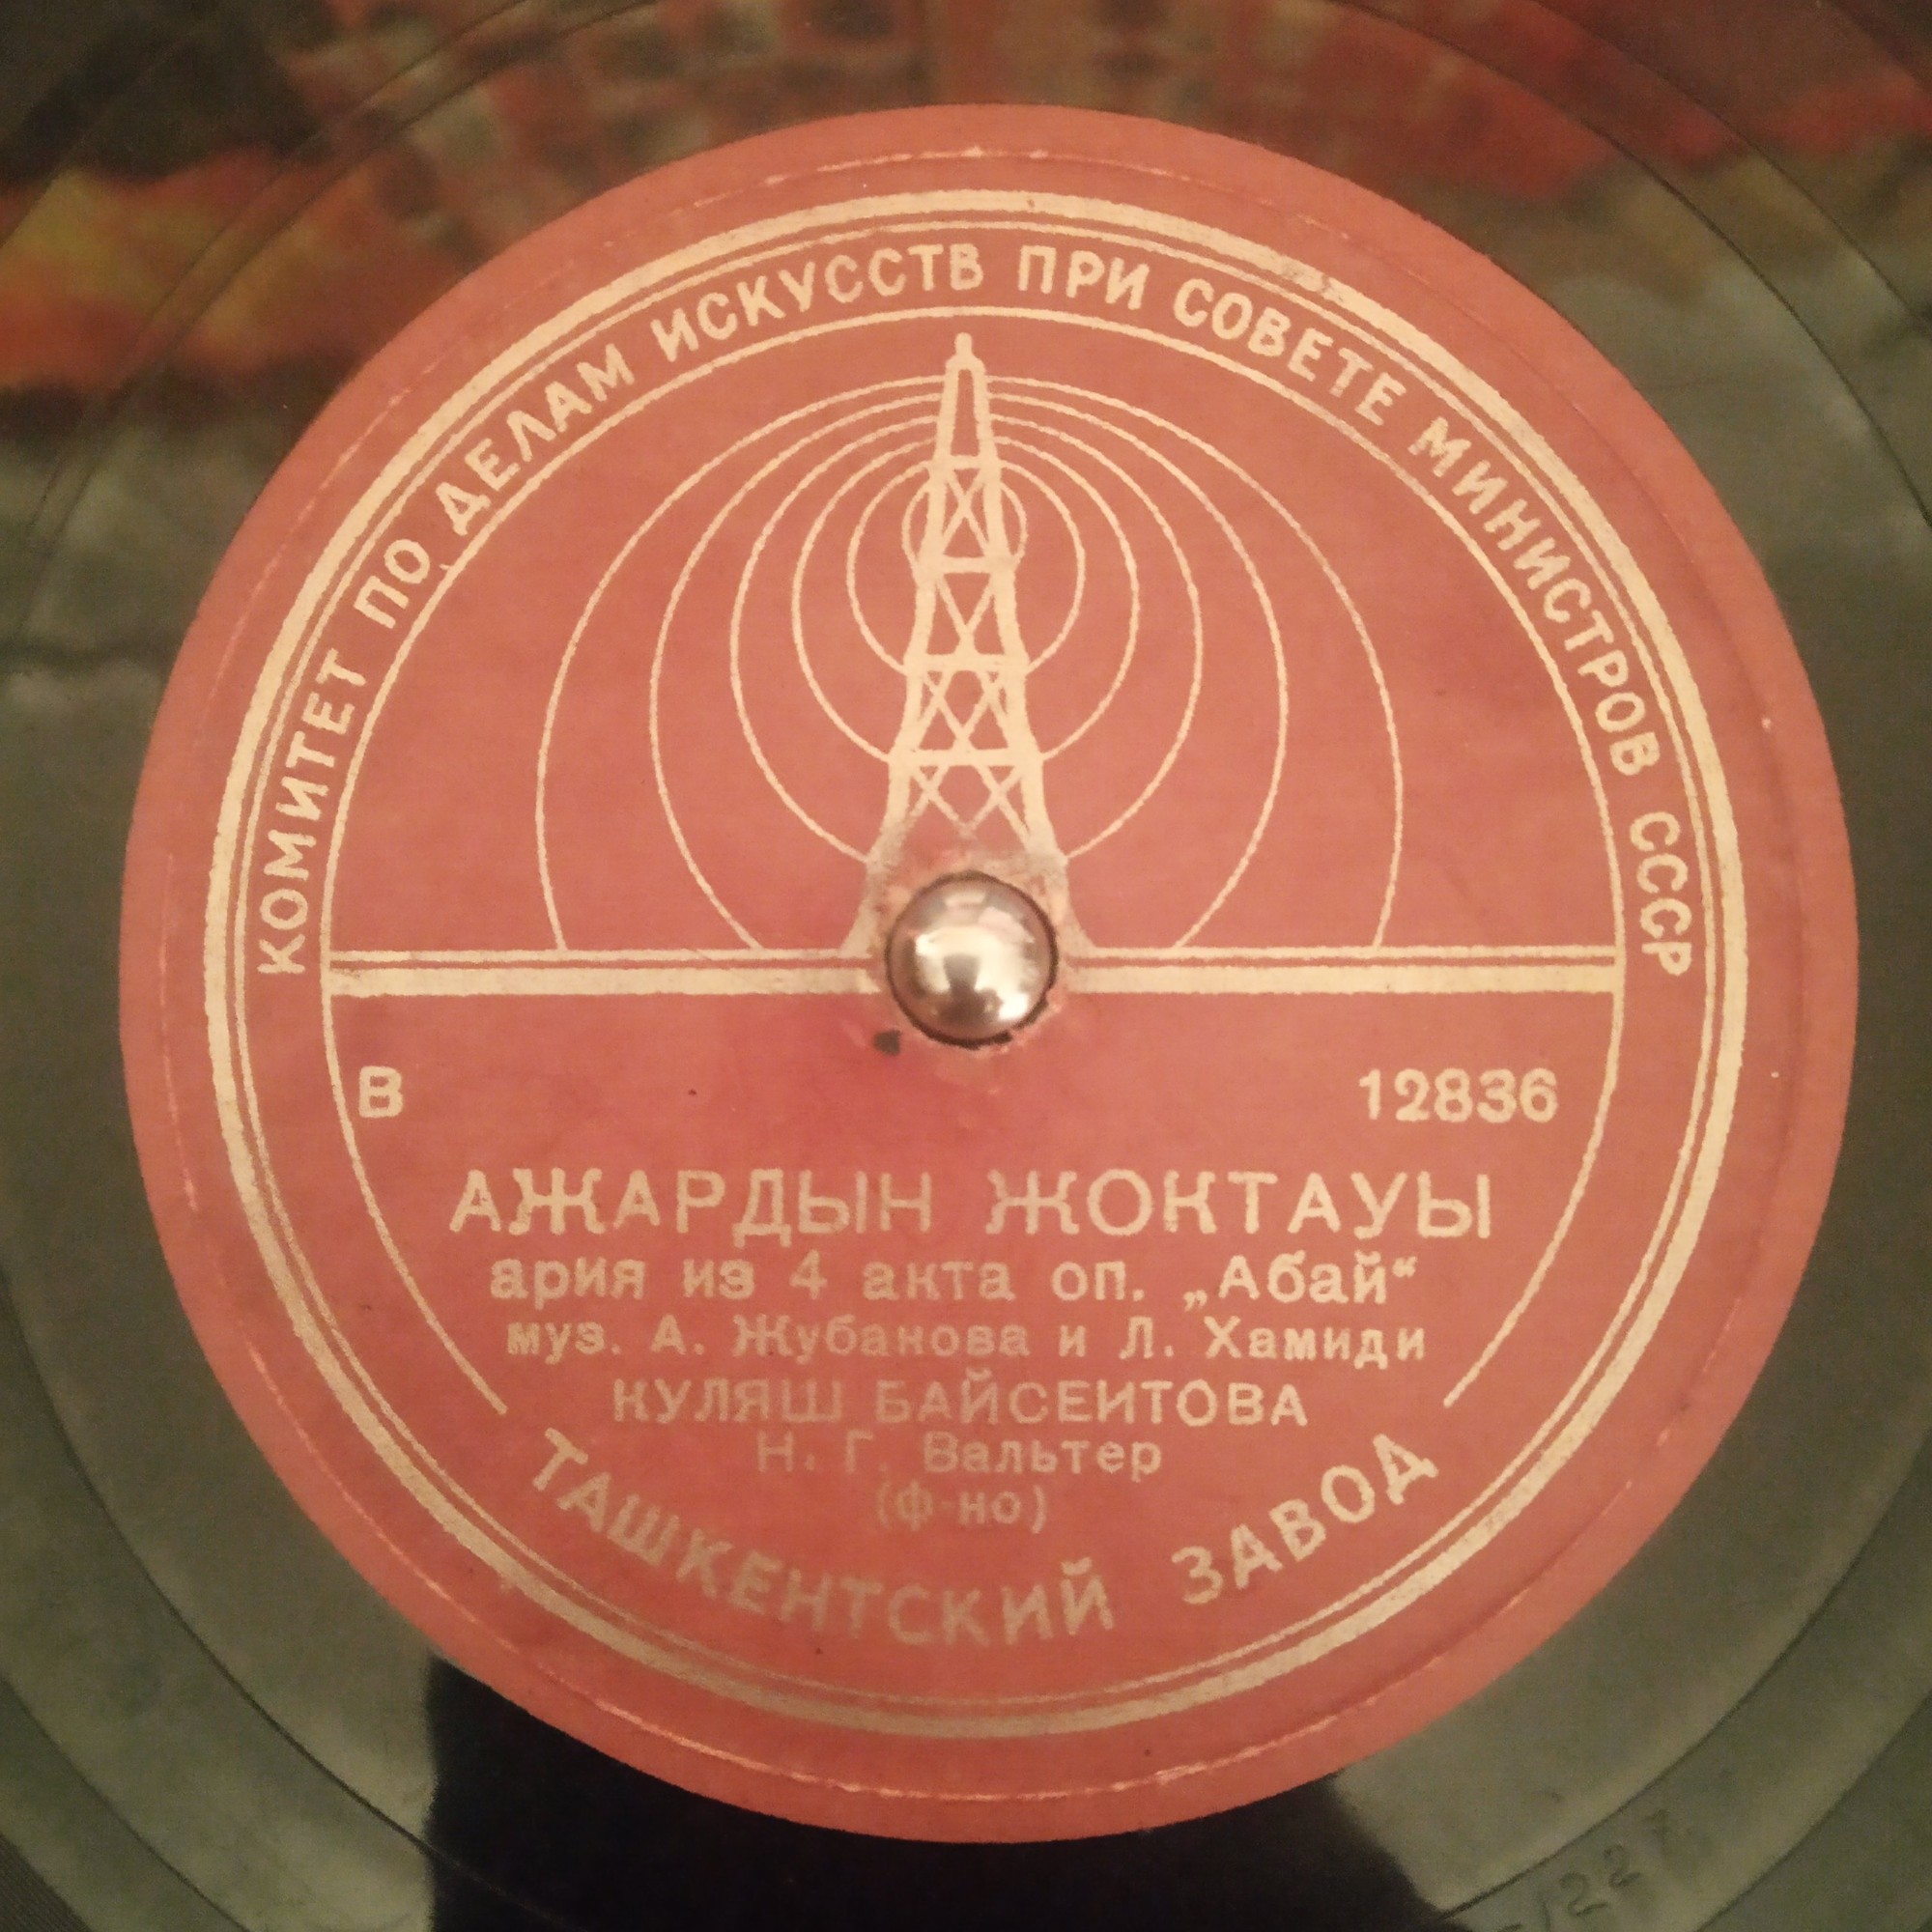 КОМИТЕТ ПО ДЕЛАМ ИСКУССТВ ПРИ СОВЕТЕ МИНИСТРОВ СССР
В 12836
АЖАРДЫН ЖОКТАУЫ
ария из 4 акта оп. „Абай“
муз. А. Жубанова и Л. Хамиди
КУЛЯШ БАЙСЕИТОВА
Н. Г. Вальтер
(ф-но)
ТАШКЕНТСКИЙ ЗАВОД